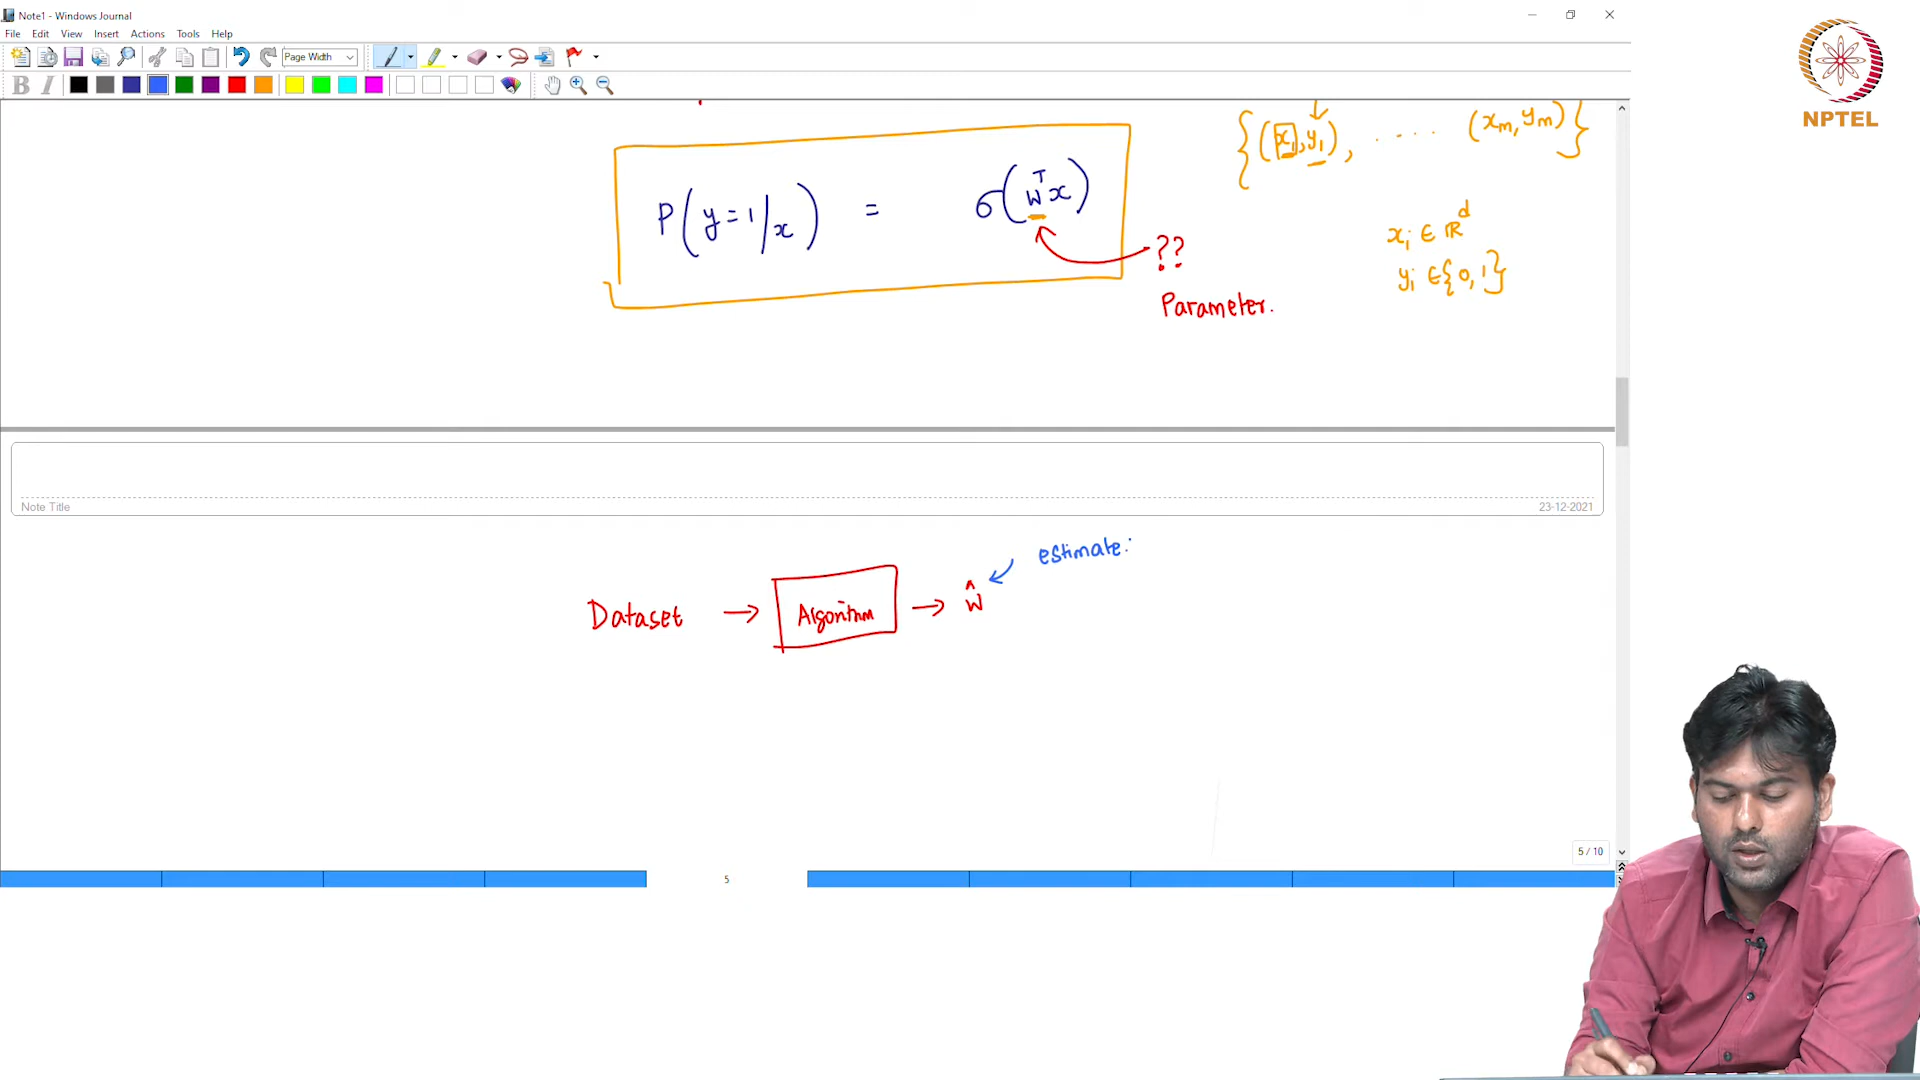 Note1 - Windows Journal
File Edit View Insert Actions Tools Help
Page Width
B I
NPTEL
{(x₁, y₁), ..... (xₘ, yₘ)}
P(y=1/x) = σ(wᵀx)
??
Parameter.
xᵢ ∈ ℝᵈ
yᵢ ∈ {0, 1}
Note Title 23-12-2021
estimate:
Dataset → Algorithm → ŵ
5 / 10
5